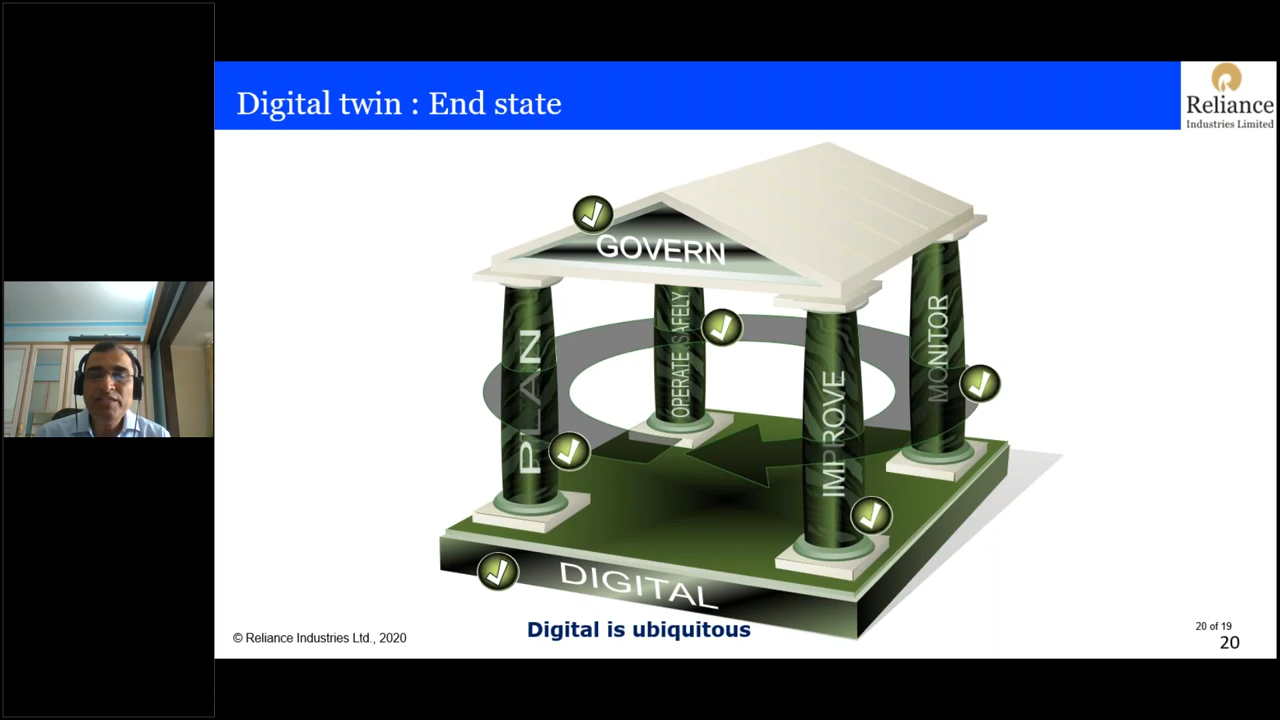 Digital twin : End state
Reliance
Industries Limited
GOVERN
PLAN
OPERATE SAFELY
IMPROVE
MONITOR
DIGITAL
Digital is ubiquitous
© Reliance Industries Ltd., 2020
20 of 19
20